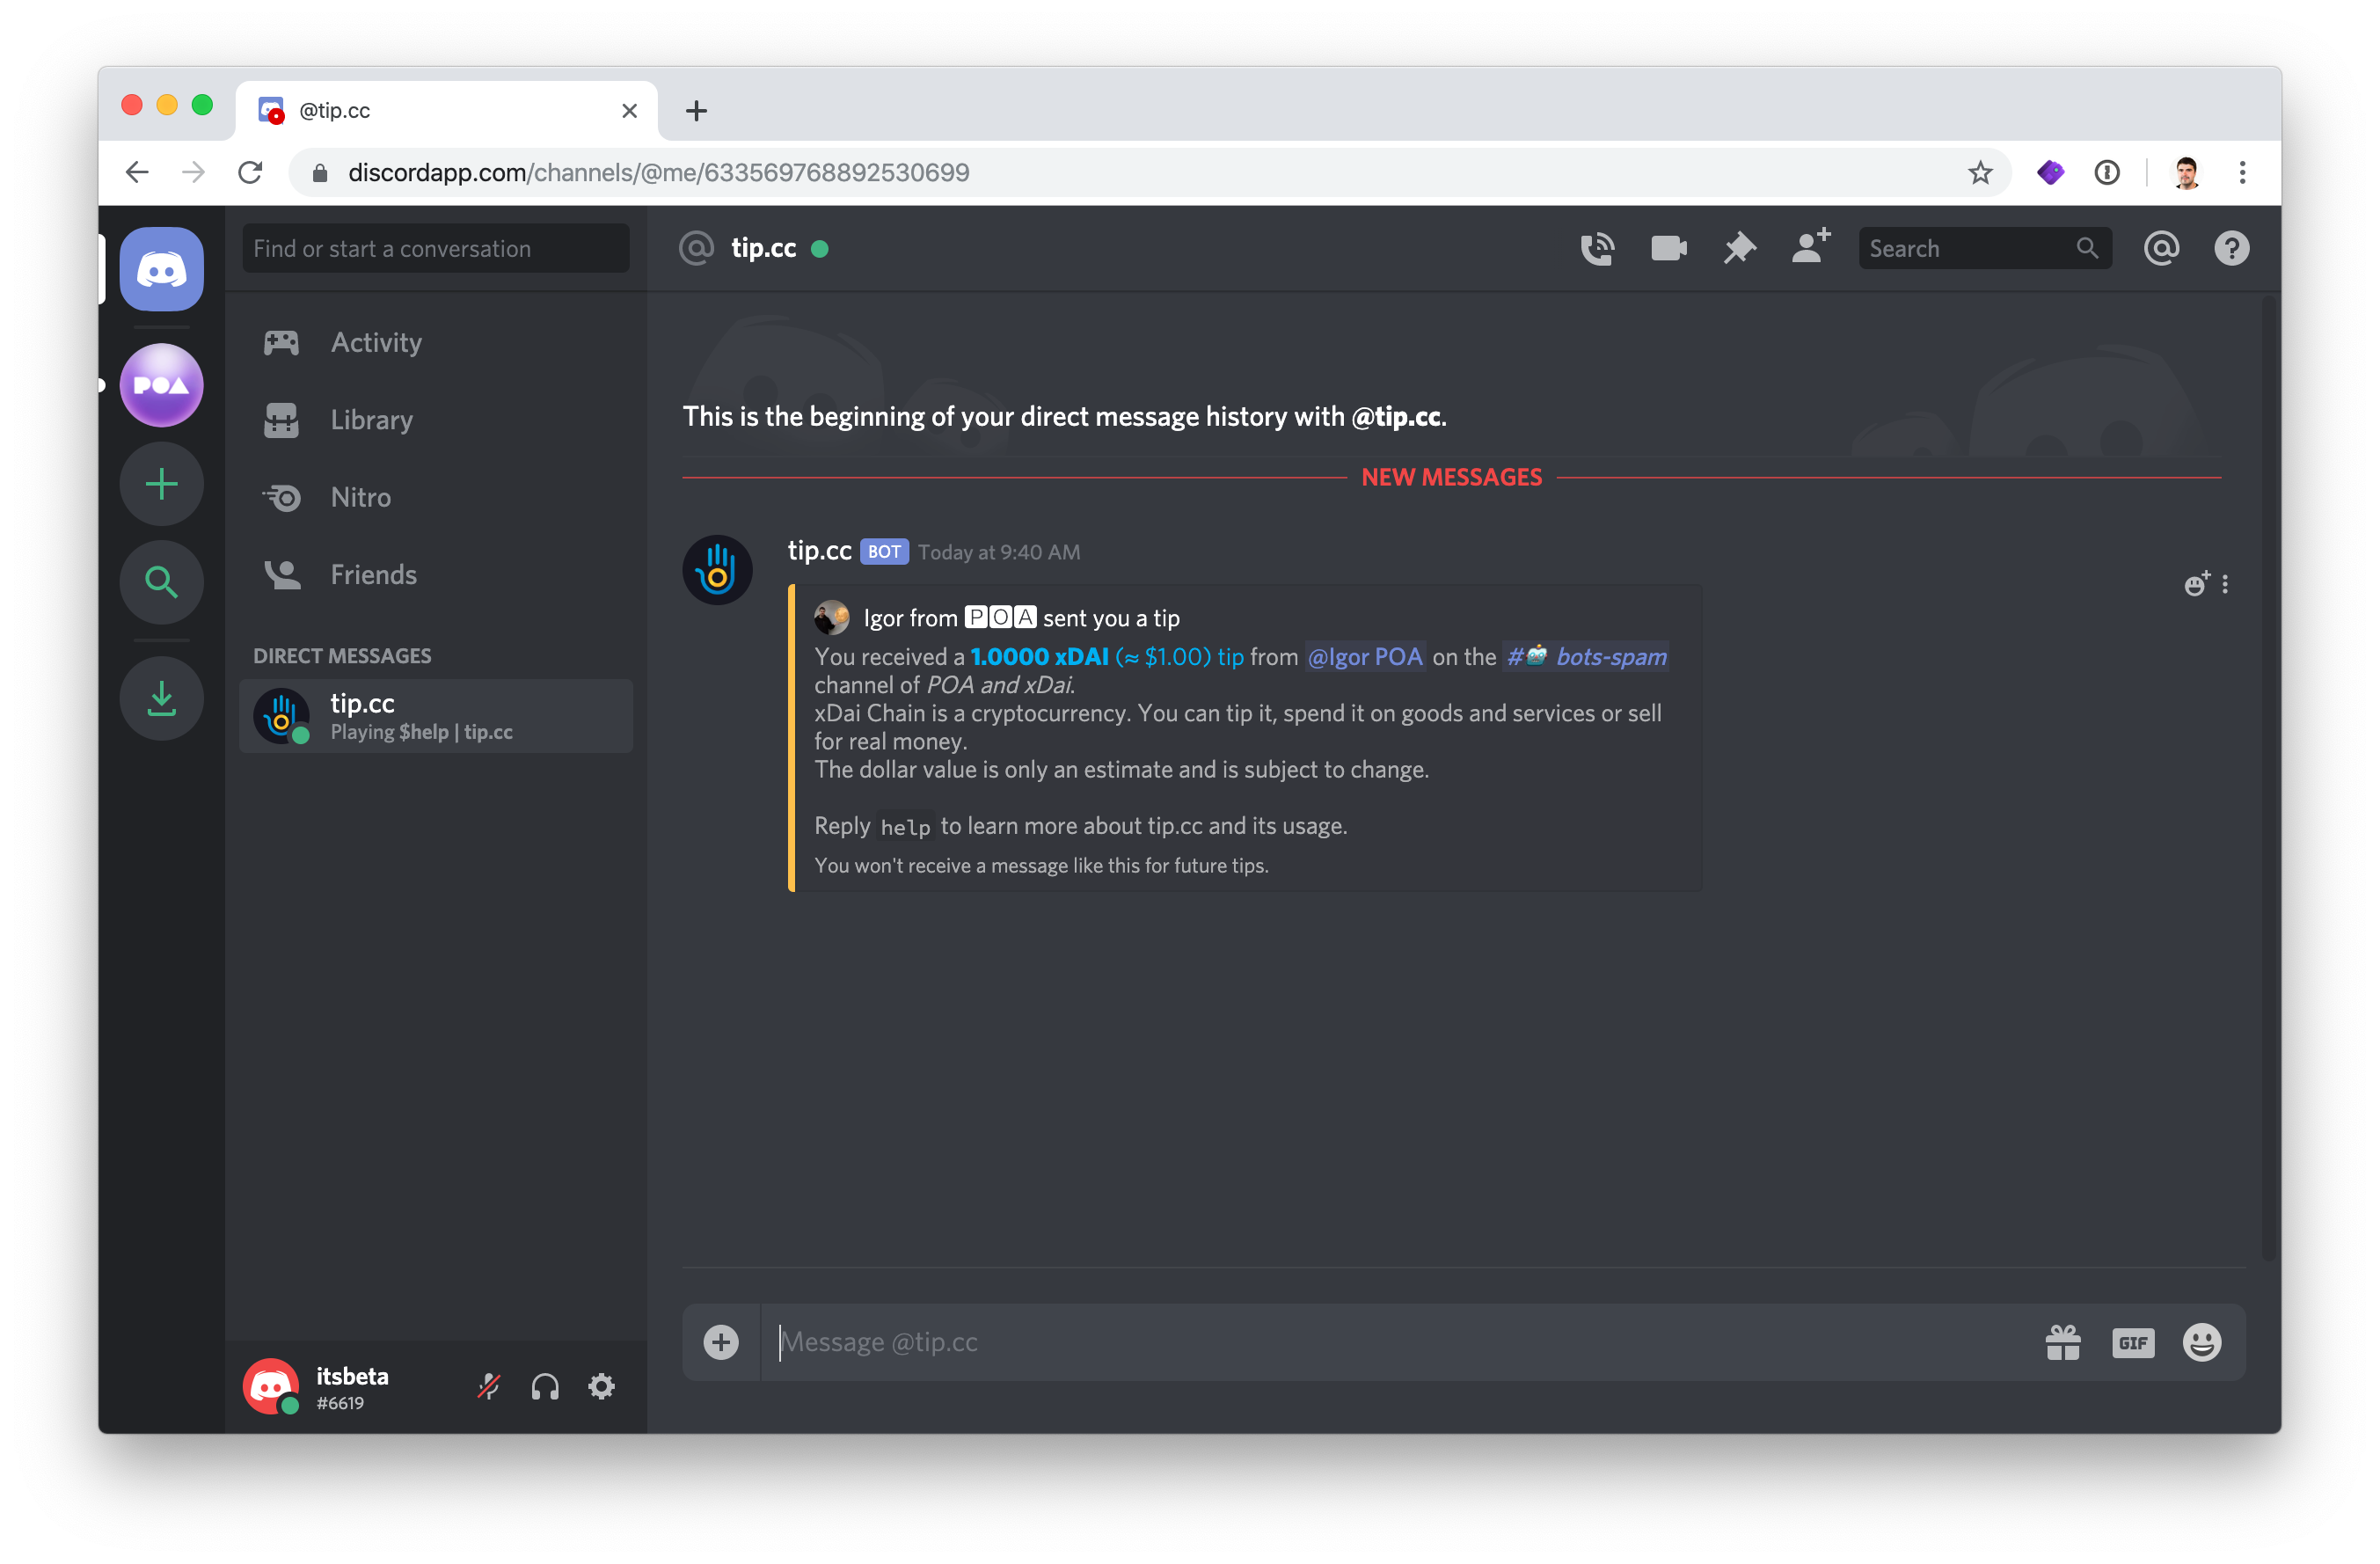 @tip.cc
discordapp.com/channels/@me/633569768892530699
Find or start a conversation
tip.cc
Search
POA
Activity
Library
Nitro
Friends
DIRECT MESSAGES
tip.cc
Playing $help | tip.cc
This is the beginning of your direct message history with @tip.cc.
NEW MESSAGES
tip.cc BOT Today at 9:40 AM
Igor from 🄿🄾🄰 sent you a tip
You received a 1.0000 xDAI (≈ $1.00) tip from @Igor POA on the #🤖 bots-spam
channel of POA and xDai.
xDai Chain is a cryptocurrency. You can tip it, spend it on goods and services or sell
for real money.
The dollar value is only an estimate and is subject to change.
Reply help to learn more about tip.cc and its usage.
You won't receive a message like this for future tips.
Message @tip.cc
GIF
itsbeta
#6619